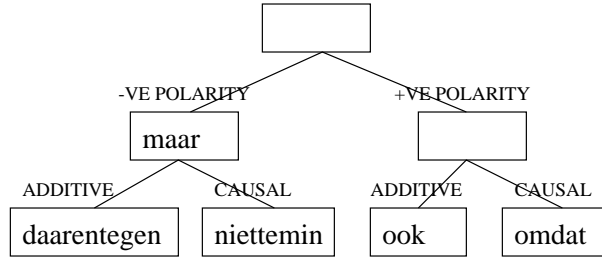 -VE POLARITY +VE POLARITY
maar
ADDITIVE CAUSAL ADDITIVE CAUSAL
daarentegen niettemin ook omdat